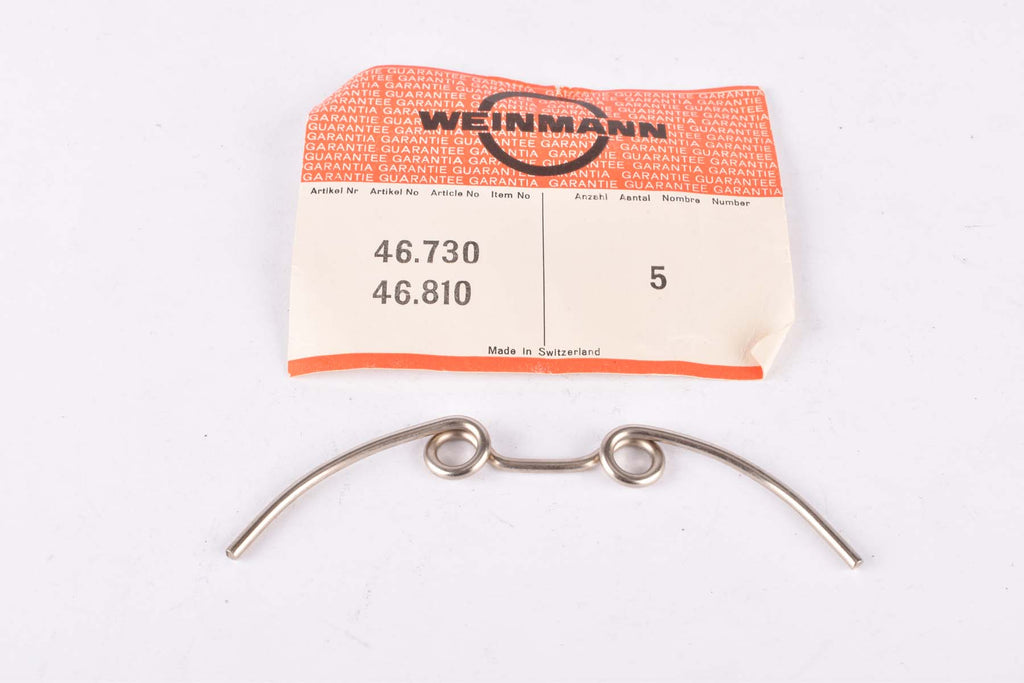 GARANTIE GUARANTEE GARANTIA GARANTIE GUARANTEE GARANTIA
WEINMANN
Artikel Nr Artikel No Article No Item No
Anzahl Aantal Nombre Number
46.730
46.810
5
Made in Switzerland